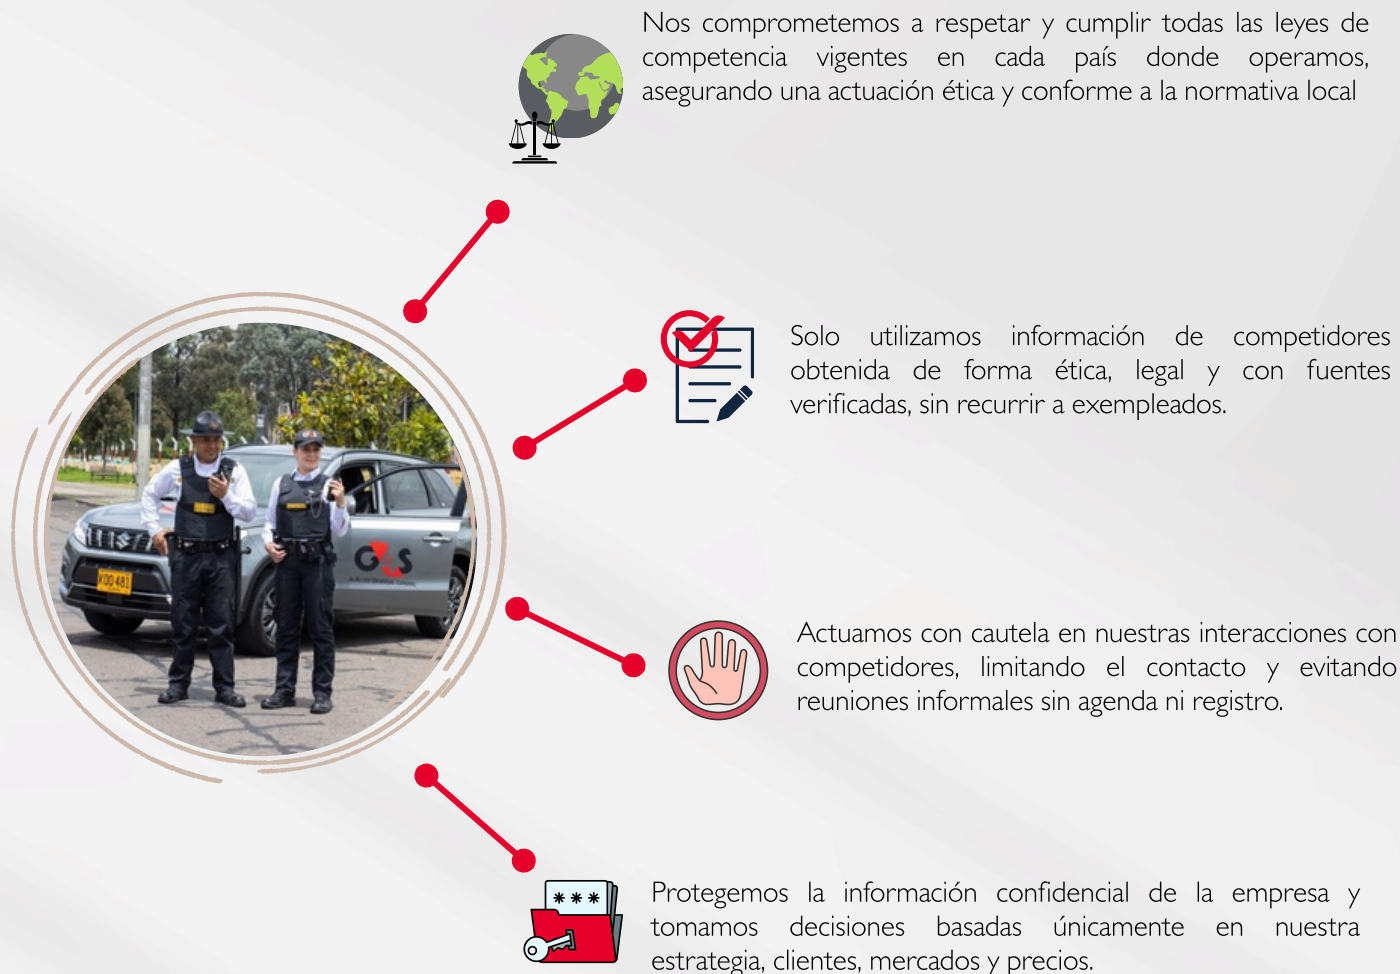 Nos comprometemos a respetar y cumplir todas las leyes de
competencia vigentes en cada país donde operamos,
asegurando una actuación ética y conforme a la normativa local
Solo utilizamos información de competidores
obtenida de forma ética, legal y con fuentes
verificadas, sin recurrir a exempleados.
G4S
Actuamos con cautela en nuestras interacciones con
competidores, limitando el contacto y evitando
reuniones informales sin agenda ni registro.
***
Protegemos la información confidencial de la empresa y
tomamos decisiones basadas únicamente en nuestra
estrategia, clientes, mercados y precios.